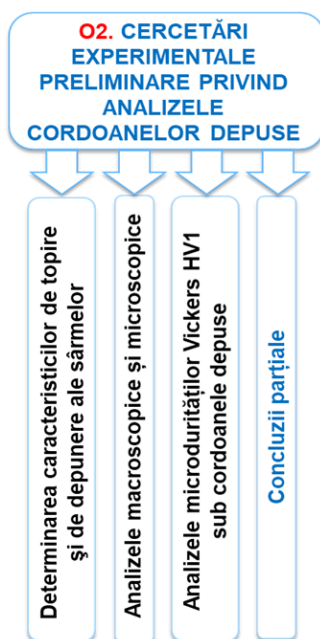 O2. CERCETĂRI
EXPERIMENTALE
PRELIMINARE PRIVIND
ANALIZELE
CORDOANELOR DEPUSE
Determinarea caracteristicilor de topire
și de depunere ale sârmelor
Analizele macroscopice și microscopice
Analizele microdurităților Vickers HV1
sub cordoanele depuse
Concluzii parțiale